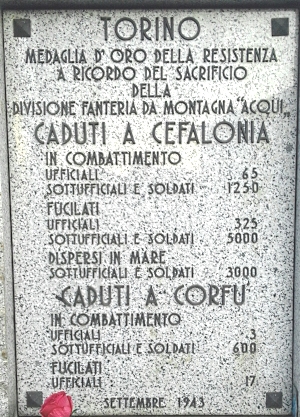 TORINO
MEDAGLIA D'ORO DELLA RESISTENZA
A RICORDO DEL SACRIFICIO
DELLA
DIVISIONE FANTERIA DA MONTAGNA "ACQUI„
CADUTI A CEFALONIA
IN COMBATTIMENTO
UFFICIALI 65
SOTTUFFICIALI E SOLDATI 1250
FUCILATI
UFFICIALI 325
SOTTUFFICIALI E SOLDATI 5000
DISPERSI IN MARE
SOTTUFFICIALI E SOLDATI 3000
CADUTI A CORFU'
IN COMBATTIMENTO
UFFICIALI 3
SOTTUFFICIALI E SOLDATI 600
FUCILATI
UFFICIALI 17
SETTEMBRE 1943